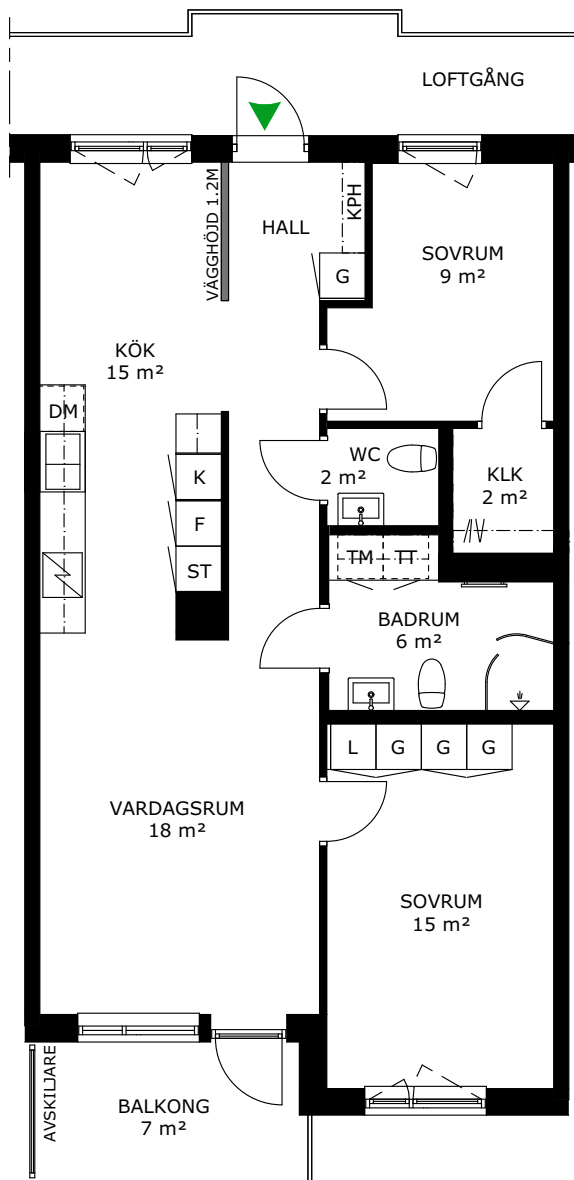 LOFTGÅNG
VÄGGHÖJD 1.2M
HALL
KPH
G
SOVRUM
9 m²
KÖK
15 m²
DM
K
F
ST
WC
2 m²
KLK
2 m²
TM
TT
BADRUM
6 m²
L
G
G
G
VARDAGSRUM
18 m²
SOVRUM
15 m²
AVSKILJARE
BALKONG
7 m²